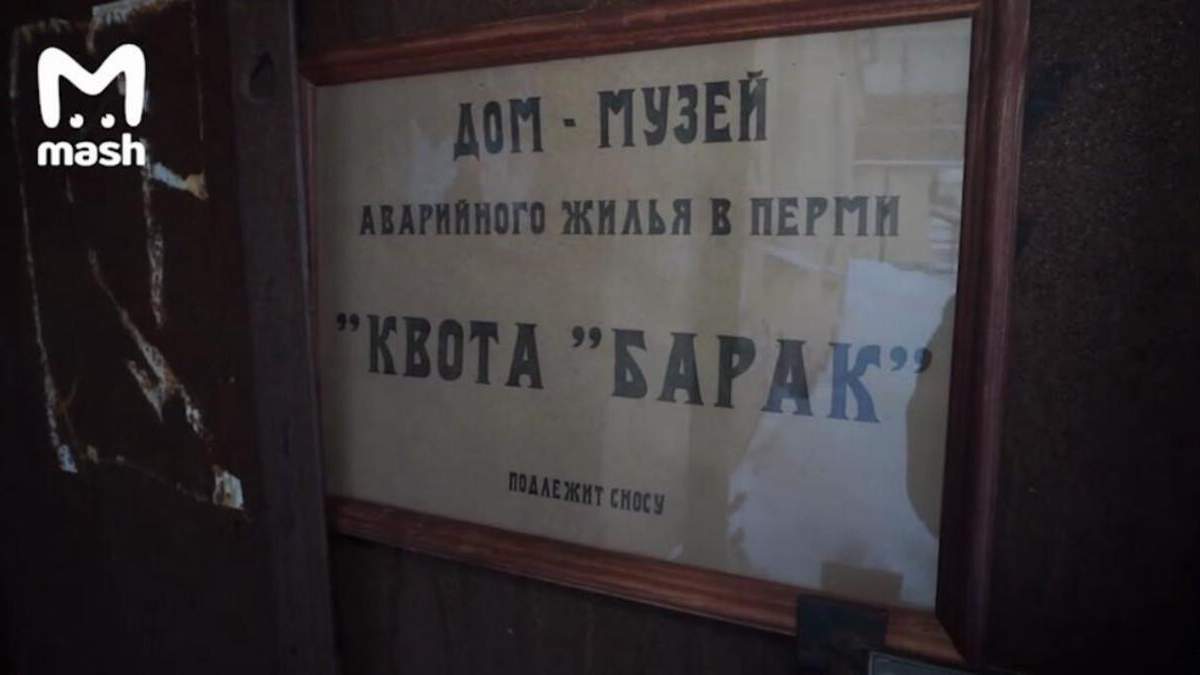 mash
ДОМ - МУЗЕЙ
АВАРИЙНОГО ЖИЛЬЯ В ПЕРМИ
"КВОТА "БАРАК"
ПОДЛЕЖИТ СНОСУ